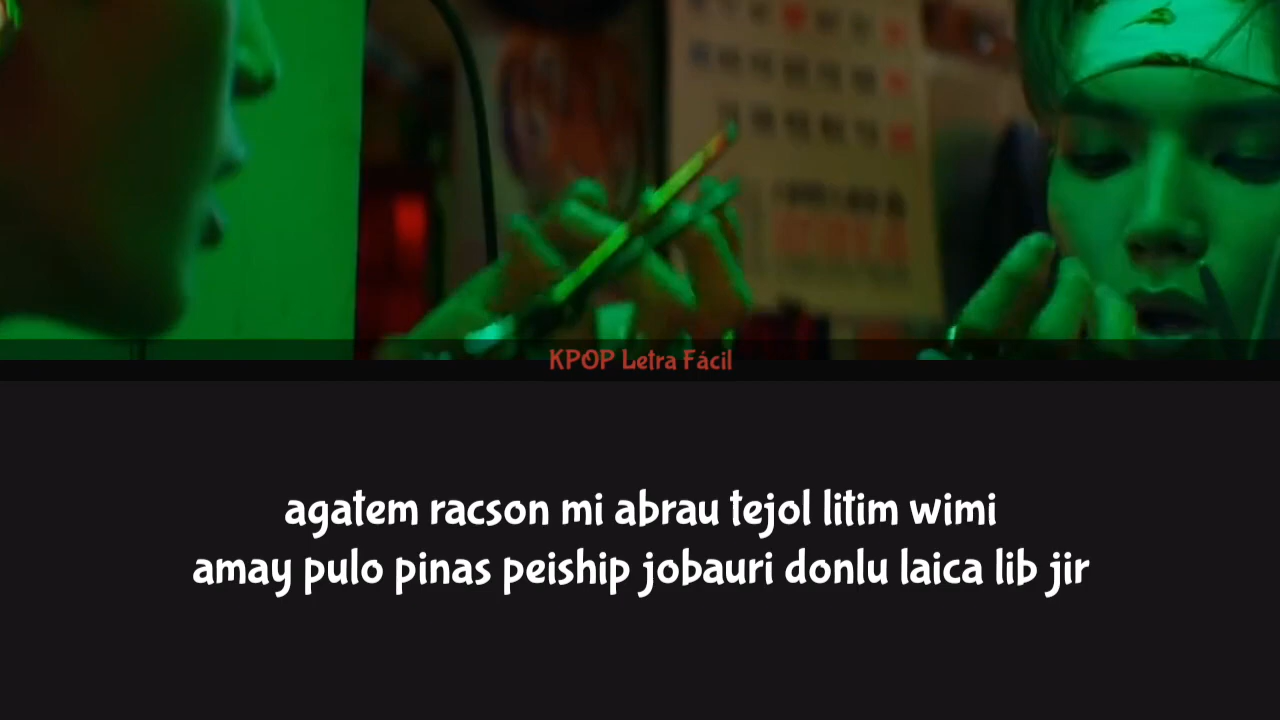 KPOP Letra Fácil
agatem racson mi abrau tejol litim wimi
amay pulo pinas peiship jobauri donlu laica lib jir